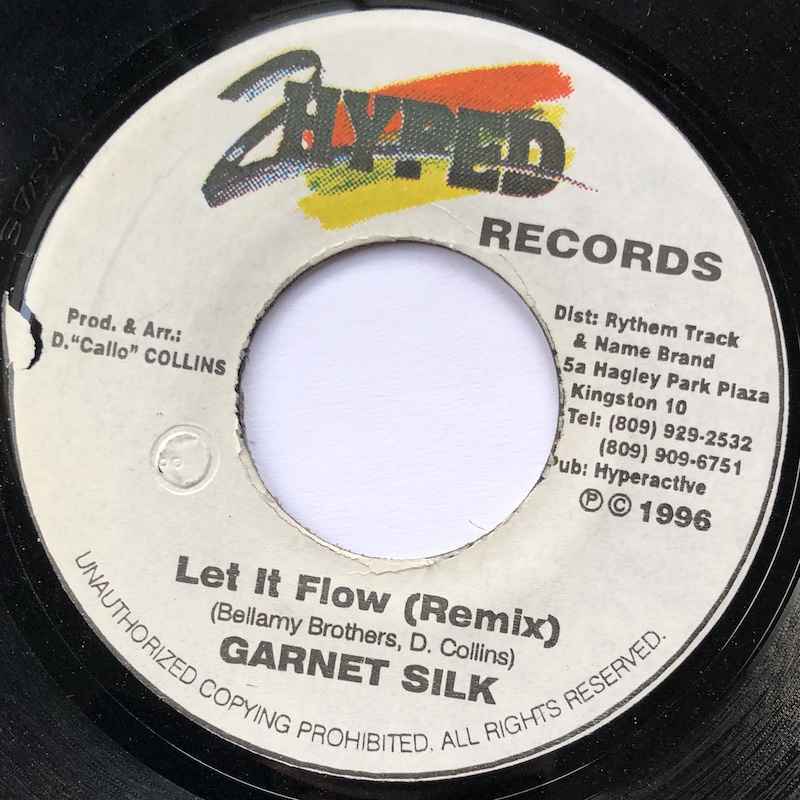 2HYPED
RECORDS
Prod. & Arr.:
D."Callo" COLLINS
Dist: Rythem Track
& Name Brand
5a Hagley Park Plaza
Kingston 10
Tel: (809) 929-2532
(809) 909-6751
Pub: Hyperactive
℗ © 1996
Let It Flow (Remix)
(Bellamy Brothers, D. Collins)
GARNET SILK
UNAUTHORIZED COPYING PROHIBITED. ALL RIGHTS RESERVED.